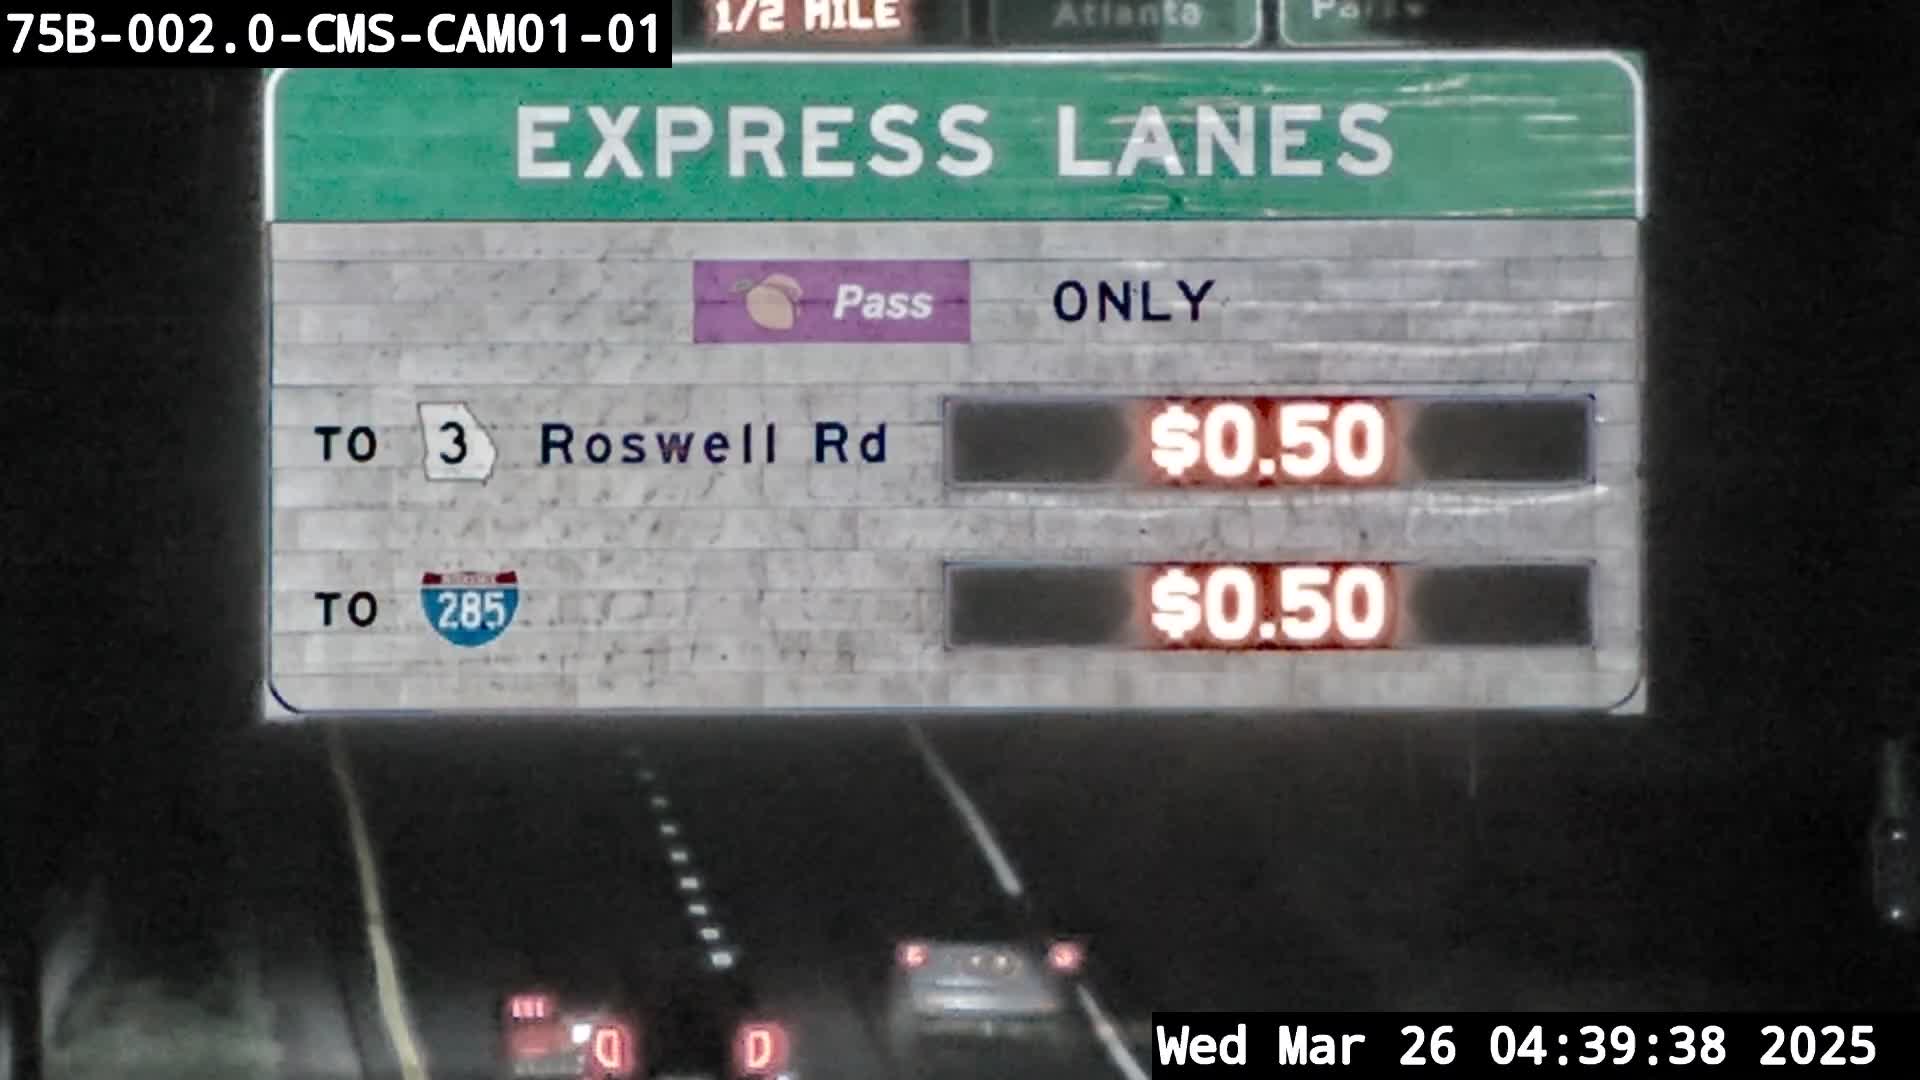 75B-002.0-CMS-CAM01-01
1/2 MILE
Atlanta
EXPRESS LANES
Pass ONLY
TO 3 Roswell Rd $0.50
TO 285 $0.50
Wed Mar 26 04:39:38 2025